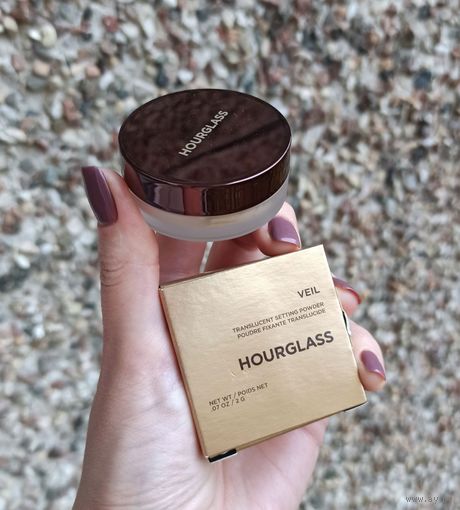 HOURGLASS
VEIL
TRANSLUCENT SETTING POWDER
POUDRE FIXANTE TRANSLUCIDE
HOURGLASS
NET WT / POIDS NET
.07 OZ / 2 G